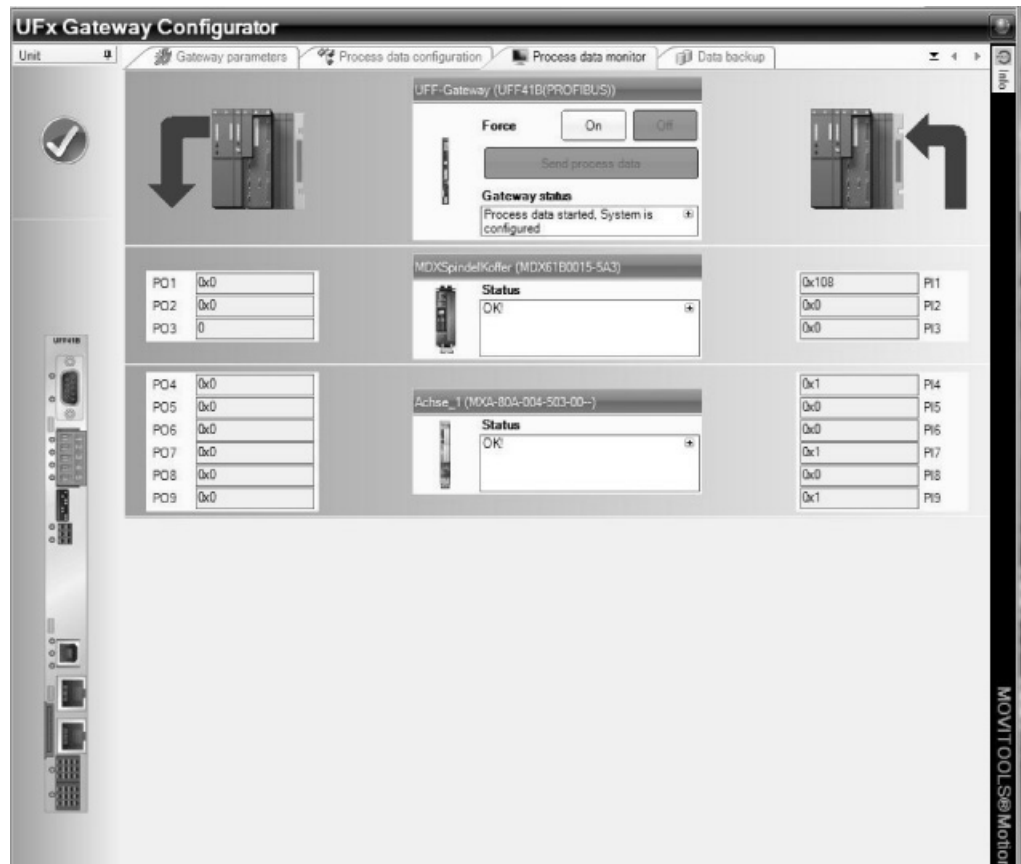 UFx Gateway Configurator
Unit
Gateway parameters
Process data configuration
Process data monitor
Data backup
Info
UFF-Gateway (UFF41B(PROFIBUS))
Force On Off
Send process data
Gateway status
Process data started, System is
configured
MDXSpindelKoffer (MDX61B0015-5A3)
PO1 0x0
PO2 0x0
PO3 0
Status
OK!
0x108 PI1
0x0 PI2
0x0 PI3
UFF41B
Achse_1 (MXA-80A-004-503-00--)
PO4 0x0
PO5 0x0
PO6 0x0
PO7 0x0
PO8 0x0
PO9 0x0
Status
OK!
0x1 PI4
0x0 PI5
0x0 PI6
0x1 PI7
0x0 PI8
0x1 PI9
MOVITOOLS®Motion